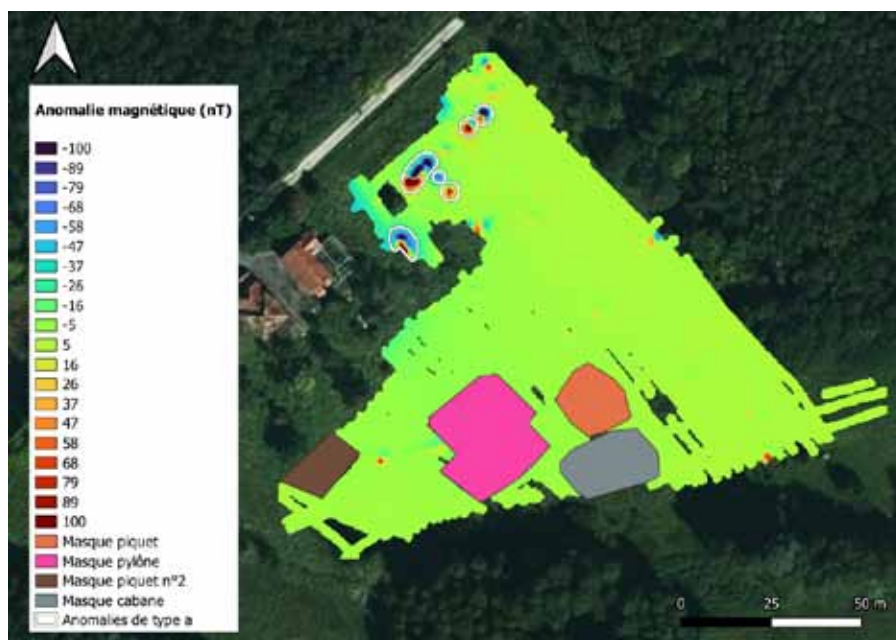 Anomalie magnétique (nT)
-100
-89
-79
-68
-58
-47
-37
-26
-16
-5
5
16
26
37
47
58
68
79
89
100
Masque piquet
Masque pylône
Masque piquet n°2
Masque cabane
Anomalies de type a
0 25 50 m